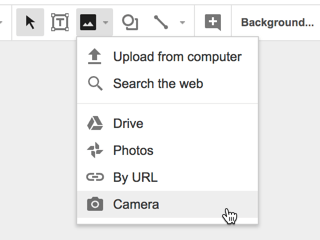 Background...
Upload from computer
Search the web
Drive
Photos
By URL
Camera